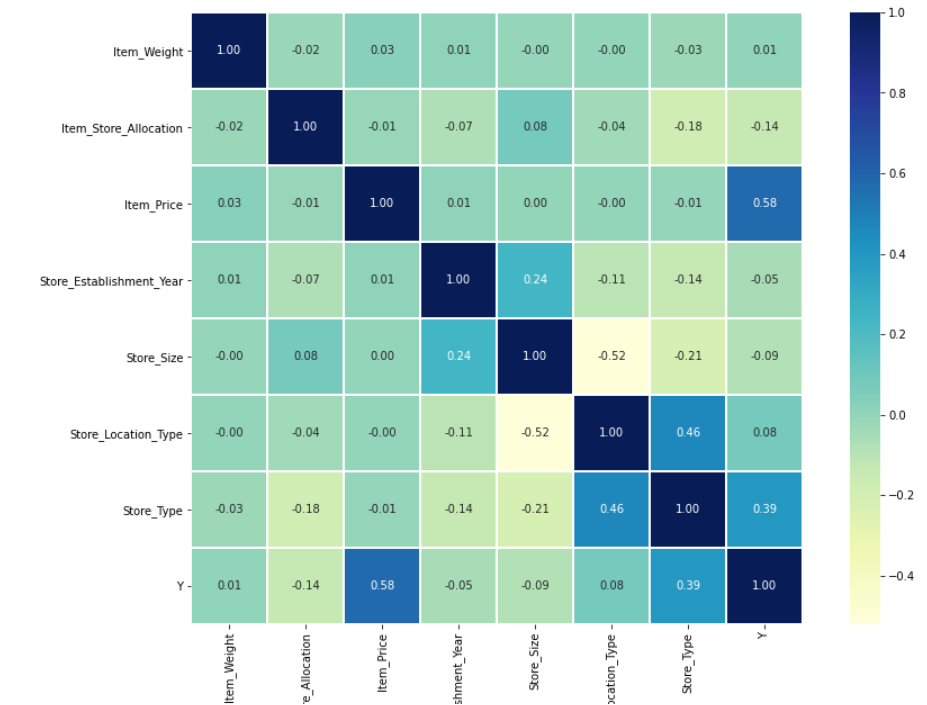 Item_Weight 1.00 -0.02 0.03 0.01 -0.00 -0.00 -0.03 0.01
Item_Store_Allocation -0.02 1.00 -0.01 -0.07 0.08 -0.04 -0.18 -0.14
Item_Price 0.03 -0.01 1.00 0.01 0.00 -0.00 -0.01 0.58
Store_Establishment_Year 0.01 -0.07 0.01 1.00 0.24 -0.11 -0.14 -0.05
Store_Size -0.00 0.08 0.00 0.24 1.00 -0.52 -0.21 -0.09
Store_Location_Type -0.00 -0.04 -0.00 -0.11 -0.52 1.00 0.46 0.08
Store_Type -0.03 -0.18 -0.01 -0.14 -0.21 0.46 1.00 0.39
Y 0.01 -0.14 0.58 -0.05 -0.09 0.08 0.39 1.00
Item_Weight
e_Allocation
Item_Price
shment_Year
Store_Size
ocation_Type
Store_Type
Y
1.0
0.8
0.6
0.4
0.2
0.0
−0.2
−0.4